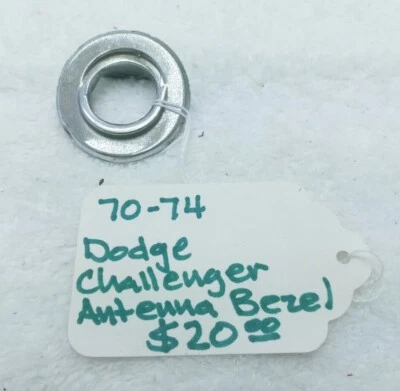 70-74
Dodge
Challenger
Antenna Bezel
$20.00